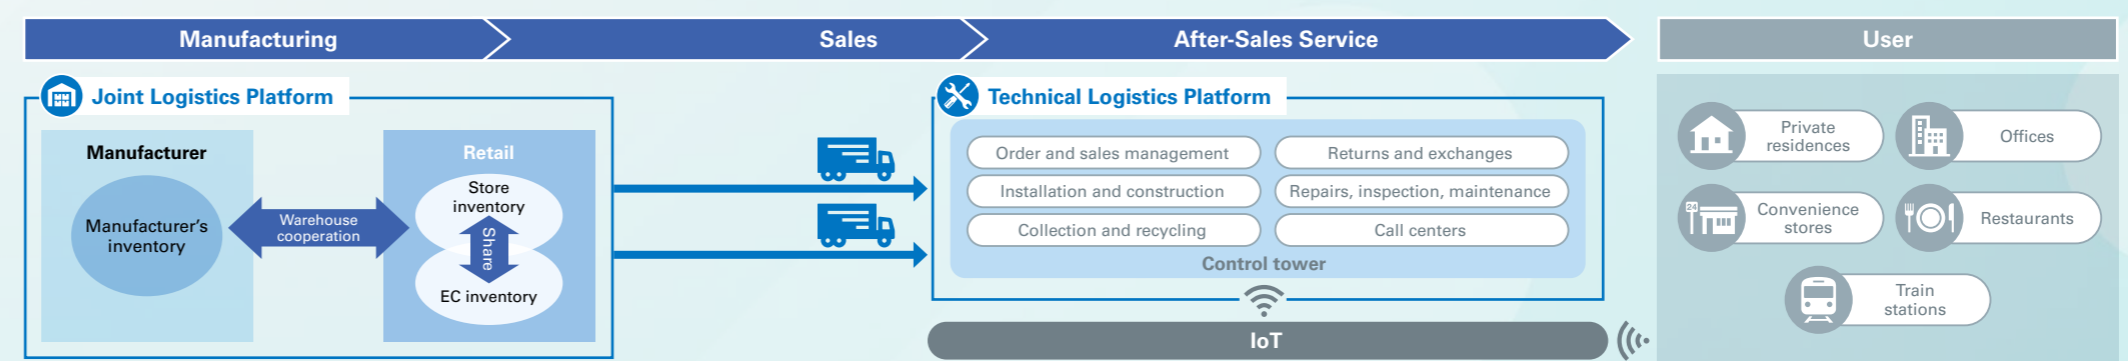 Manufacturing
Sales
After-Sales Service
User
Joint Logistics Platform
Manufacturer
Manufacturer's
inventory
Warehouse
cooperation
Retail
Store
inventory
Share
EC inventory
Technical Logistics Platform
Order and sales management
Returns and exchanges
Installation and construction
Repairs, inspection, maintenance
Collection and recycling
Call centers
Control tower
IoT
Private
residences
Offices
24
Convenience
stores
Restaurants
Train
stations